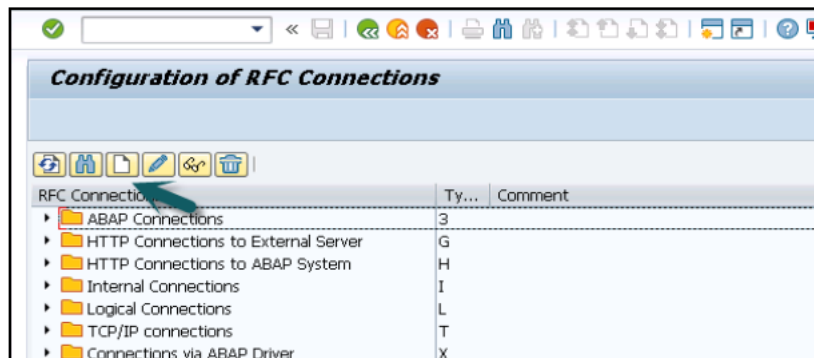 Configuration of RFC Connections
RFC Connection Ty... Comment
ABAP Connections 3
HTTP Connections to External Server G
HTTP Connections to ABAP System H
Internal Connections I
Logical Connections L
TCP/IP connections T
Connections via ABAP Driver X